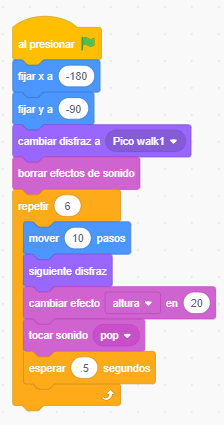 al presionar
fijar x a -180
fijar y a -90
cambiar disfraz a Pico walk1
borrar efectos de sonido
repetir 6
mover 10 pasos
siguiente disfraz
cambiar efecto altura en 20
tocar sonido pop
esperar .5 segundos